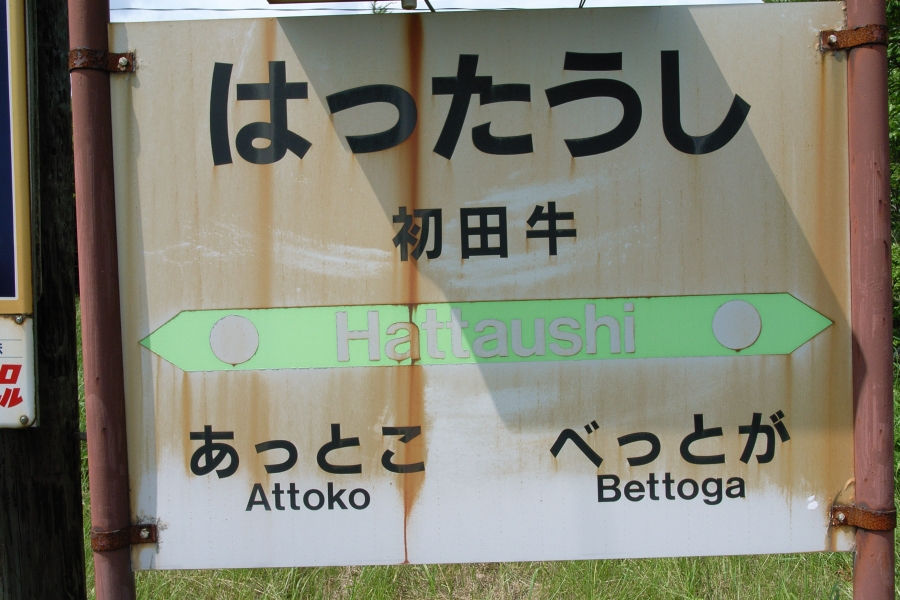 はったうし
初田牛
Hattaushi
あっとこ
Attoko
べっとが
Bettoga